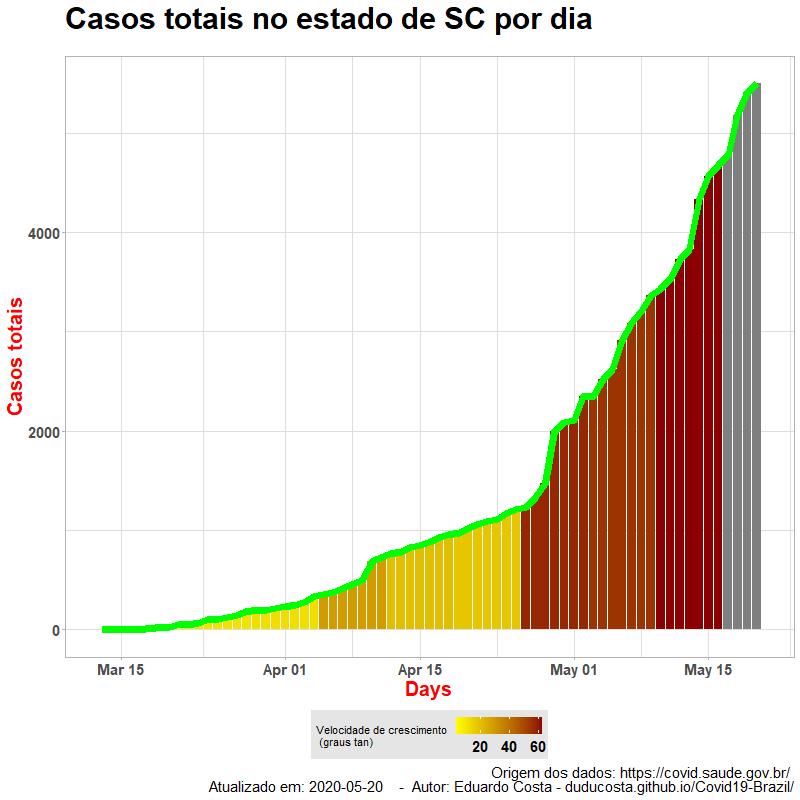 Casos totais no estado de SC por dia
Casos totais
4000
2000
0
Mar 15 Apr 01 Apr 15 May 01 May 15
Days
Velocidade de crescimento
(graus tan)
20 40 60
Origem dos dados: https://covid.saude.gov.br/
Atualizado em: 2020-05-20 - Autor: Eduardo Costa - duducosta.github.io/Covid19-Brazil/